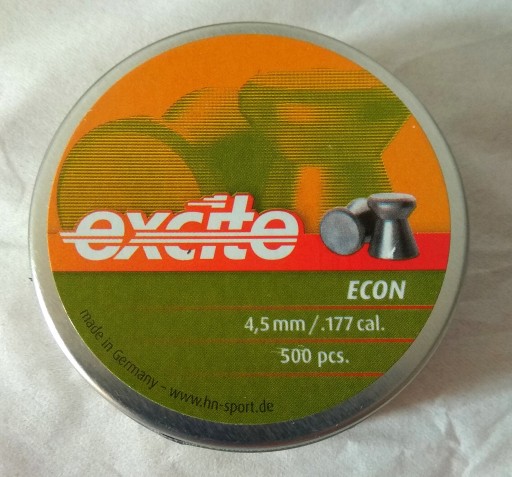 excite
ECON
4,5 mm / .177 cal.
500 pcs.
made in Germany - www.hn-sport.de